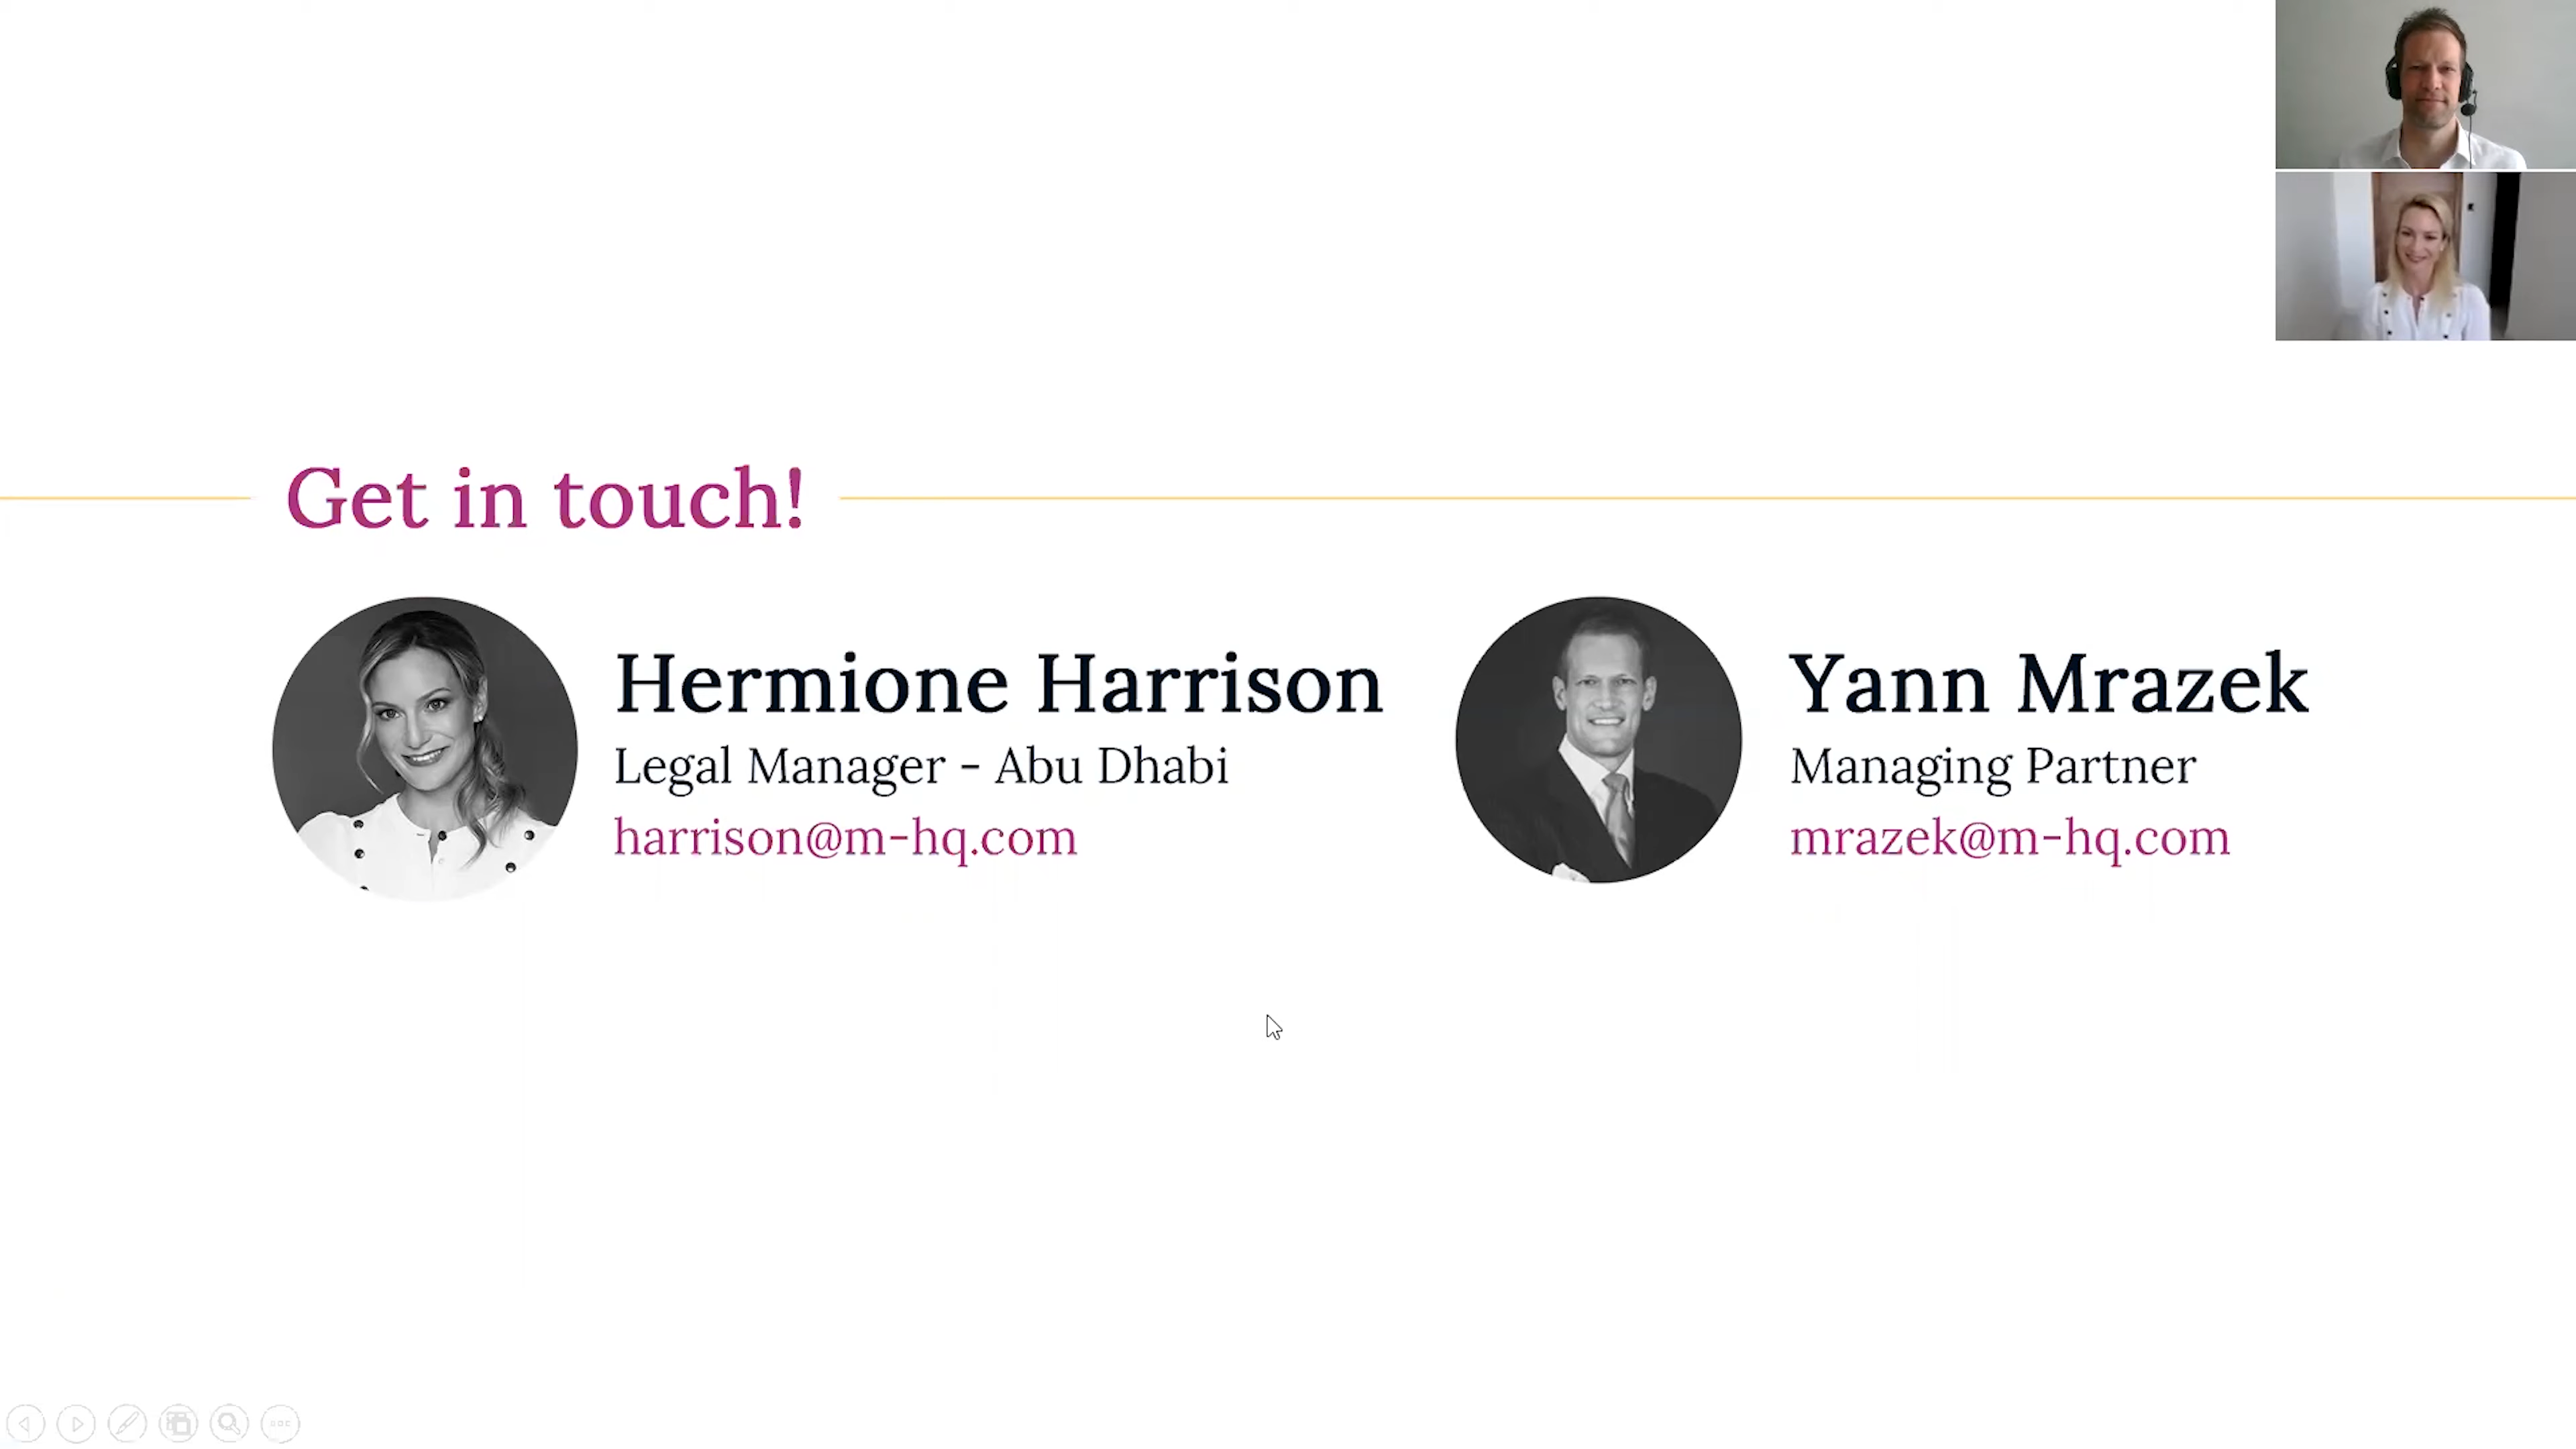 Get in touch!
Hermione Harrison
Legal Manager - Abu Dhabi
harrison@m-hq.com
Yann Mrazek
Managing Partner
mrazek@m-hq.com